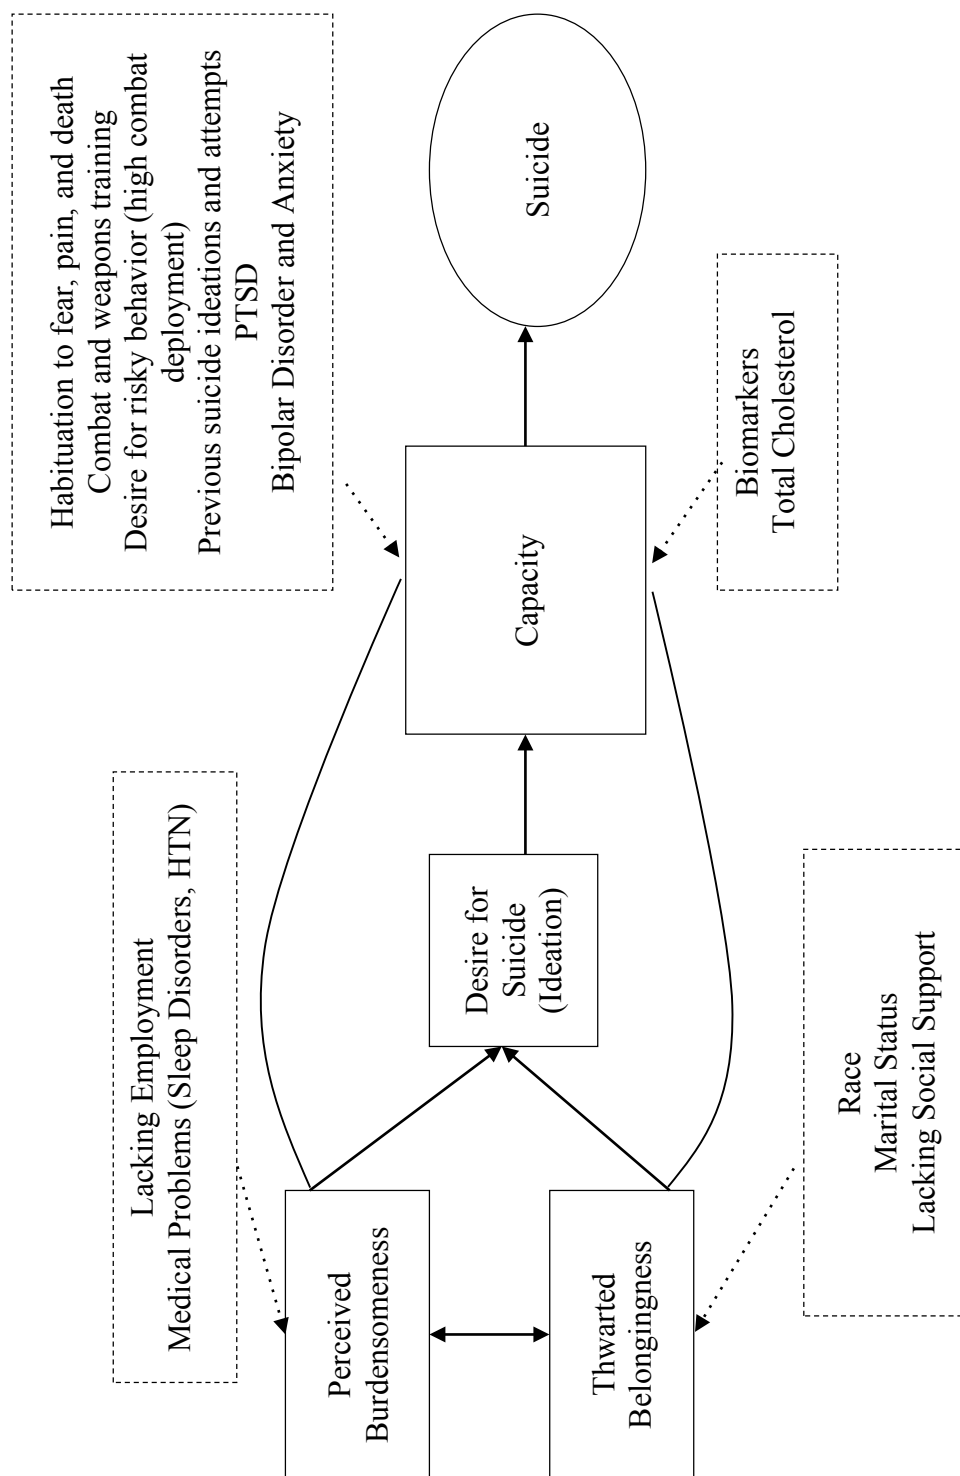 Lacking Employment
Medical Problems (Sleep Disorders, HTN)
Habituation to fear, pain, and death
Combat and weapons training
Desire for risky behavior (high combat
deployment)
Previous suicide ideations and attempts
PTSD
Bipolar Disorder and Anxiety
Perceived
Burdensomeness
Thwarted
Belongingness
Desire for
Suicide
(Ideation)
Capacity
Suicide
Race
Marital Status
Lacking Social Support
Biomarkers
Total Cholesterol